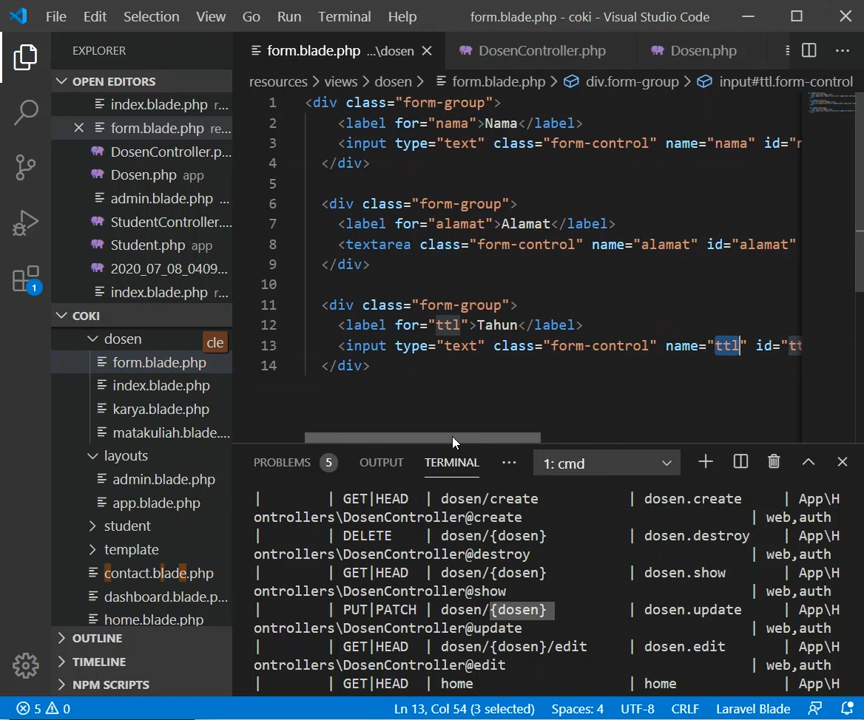 File Edit Selection View Go Run Terminal Help form.blade.php - coki - Visual Studio Code
EXPLORER
form.blade.php ...\dosen
DosenController.php
Dosen.php
OPEN EDITORS
resources > views > dosen > form.blade.php > div.form-group > input#ttl.form-control
index.blade.php r...
form.blade.php re...
DosenController.p...
Dosen.php app
admin.blade.php ...
StudentController....
Student.php app
2020_07_08_0409...
index.blade.php r...
1
COKI
dosen
cle
form.blade.php
index.blade.php
karya.blade.php
matakuliah.blade....
layouts
admin.blade.php
app.blade.php
student
template
contact.blade.php
dashboard.blade.p...
home.blade.php
OUTLINE
TIMELINE
NPM SCRIPTS
1 <div class="form-group">
2 <label for="nama">Nama</label>
3 <input type="text" class="form-control" name="nama" id="n
4 </div>
5
6 <div class="form-group">
7 <label for="alamat">Alamat</label>
8 <textarea class="form-control" name="alamat" id="alamat"
9 </div>
10
11 <div class="form-group">
12 <label for="ttl">Tahun</label>
13 <input type="text" class="form-control" name="ttl" id="tt
14 </div>
PROBLEMS 5 OUTPUT TERMINAL ... 1: cmd
| | GET|HEAD | dosen/create | dosen.create | App\H
ontrollers\DosenController@create | web,auth
| | DELETE | dosen/{dosen} | dosen.destroy | App\H
ontrollers\DosenController@destroy | web,auth
| | GET|HEAD | dosen/{dosen} | dosen.show | App\H
ontrollers\DosenController@show | web,auth
| | PUT|PATCH | dosen/{dosen} | dosen.update | App\H
ontrollers\DosenController@update | web,auth
| | GET|HEAD | dosen/{dosen}/edit | dosen.edit | App\H
ontrollers\DosenController@edit | web,auth
| | GET|HEAD | home | home | App\H
5 0 Ln 13, Col 54 (3 selected) Spaces: 4 UTF-8 CRLF Laravel Blade